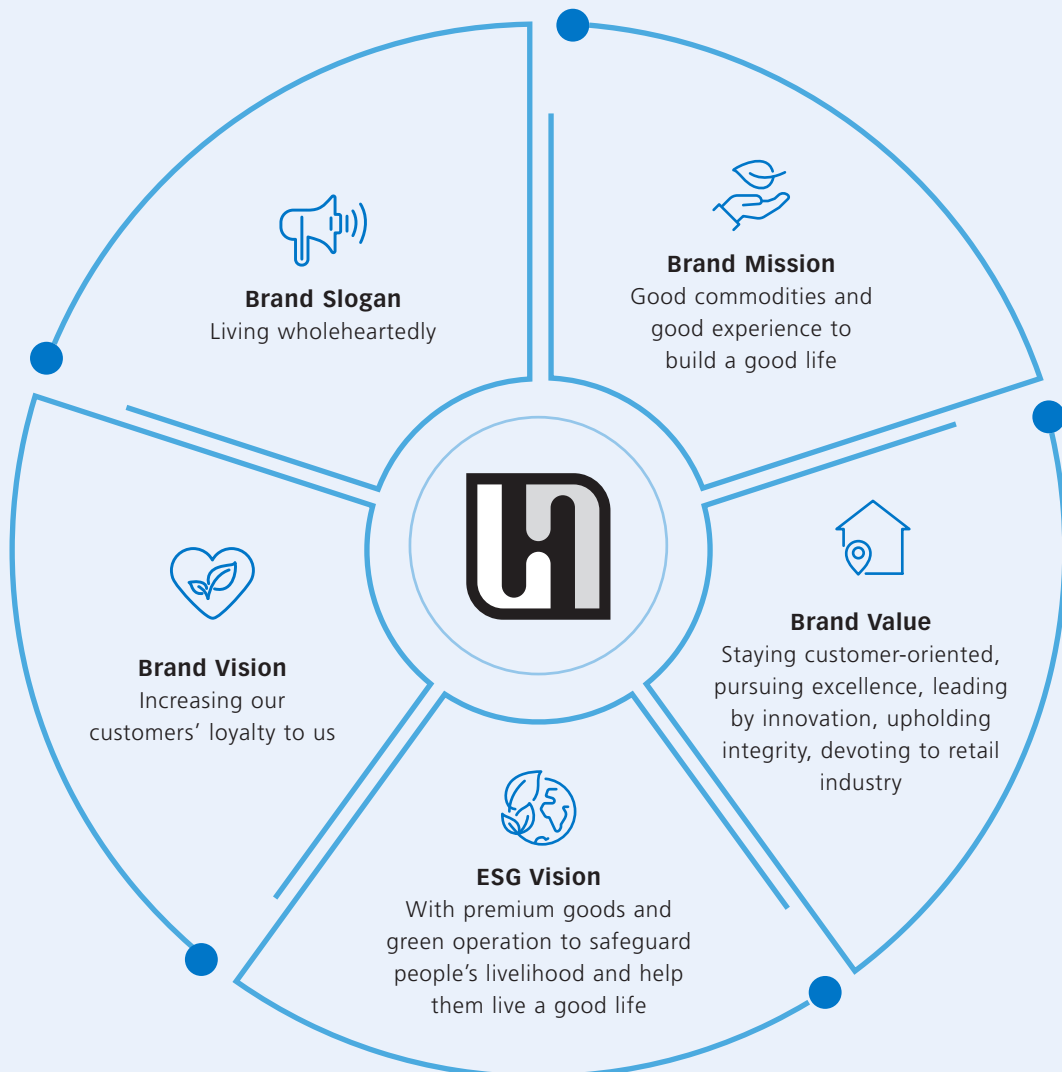 Brand Slogan
Living wholeheartedly
Brand Mission
Good commodities and
good experience to
build a good life
Brand Value
Staying customer-oriented,
pursuing excellence, leading
by innovation, upholding
integrity, devoting to retail
industry
ESG Vision
With premium goods and
green operation to safeguard
people’s livelihood and help
them live a good life
Brand Vision
Increasing our
customers’ loyalty to us